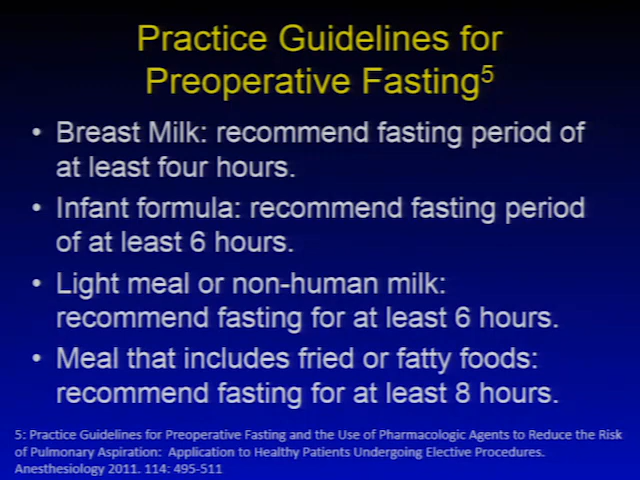 Practice Guidelines for
Preoperative Fasting5
• Breast Milk: recommend fasting period of
at least four hours.
• Infant formula: recommend fasting period
of at least 6 hours.
• Light meal or non-human milk:
recommend fasting for at least 6 hours.
• Meal that includes fried or fatty foods:
recommend fasting for at least 8 hours.
5: Practice Guidelines for Preoperative Fasting and the Use of Pharmacologic Agents to Reduce the Risk
of Pulmonary Aspiration: Application to Healthy Patients Undergoing Elective Procedures.
Anesthesiology 2011. 114: 495-511